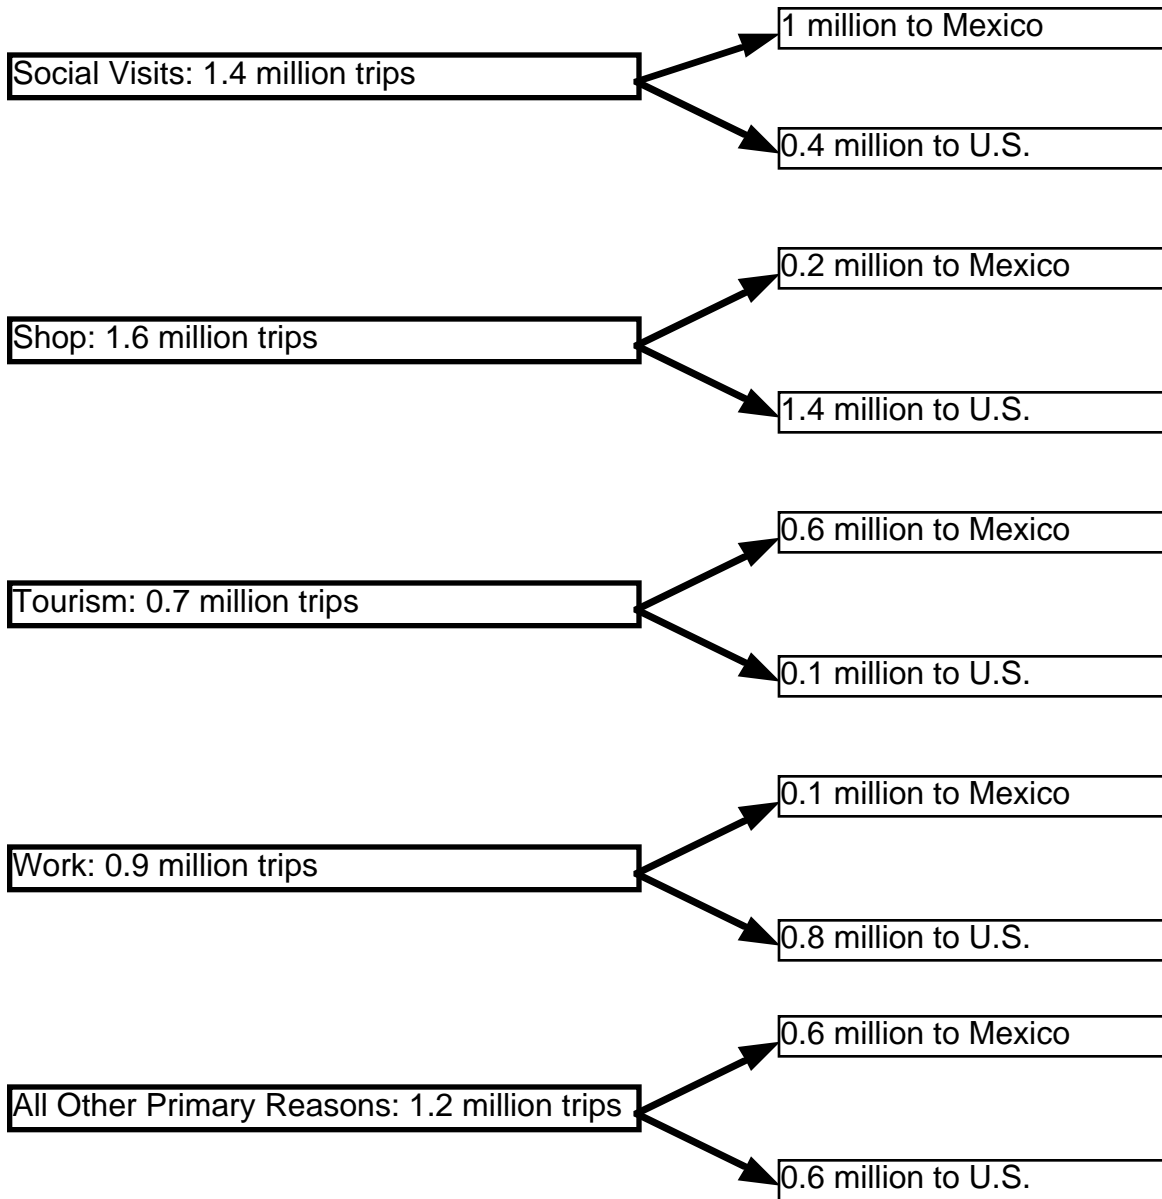 Social Visits: 1.4 million trips
1 million to Mexico
0.4 million to U.S.
Shop: 1.6 million trips
0.2 million to Mexico
1.4 million to U.S.
Tourism: 0.7 million trips
0.6 million to Mexico
0.1 million to U.S.
Work: 0.9 million trips
0.1 million to Mexico
0.8 million to U.S.
All Other Primary Reasons: 1.2 million trips
0.6 million to Mexico
0.6 million to U.S.